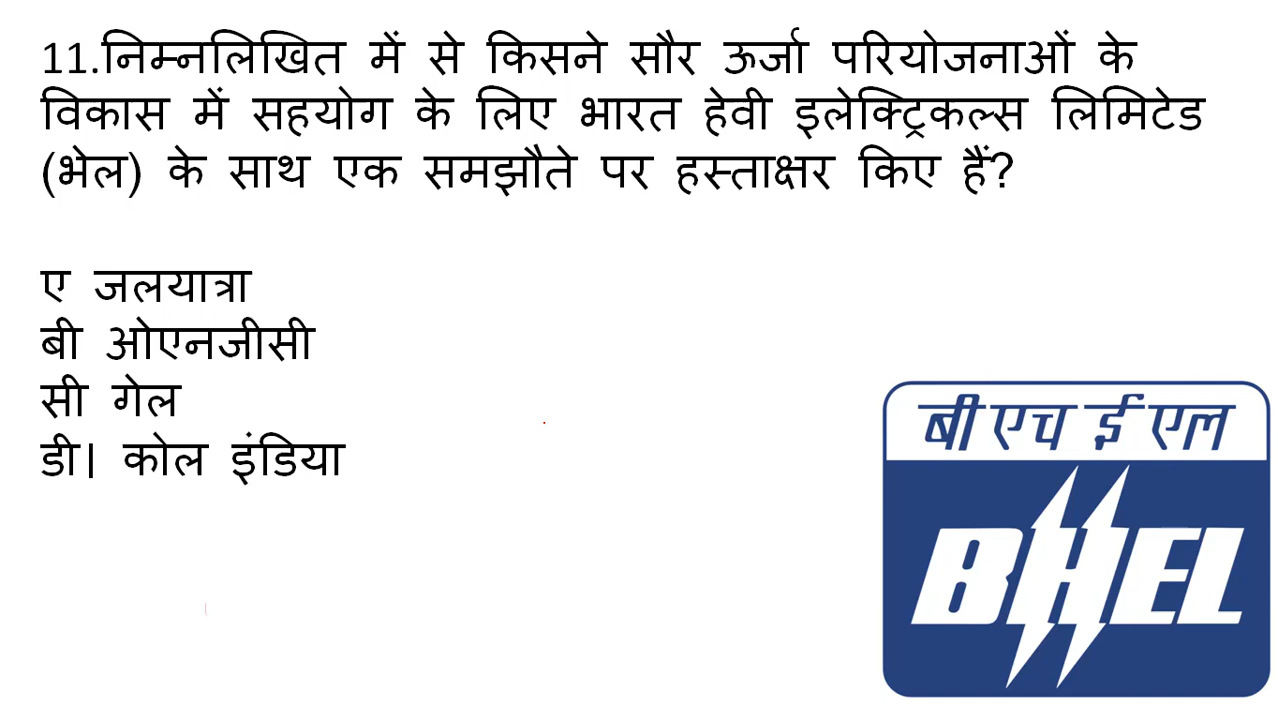 11.निम्नलिखित में से किसने सौर ऊर्जा परियोजनाओं के
विकास में सहयोग के लिए भारत हेवी इलेक्ट्रिकल्स लिमिटेड
(भेल) के साथ एक समझौते पर हस्ताक्षर किए हैं?
ए जलयात्रा
बी ओएनजीसी
सी गेल
डी। कोल इंडिया
बी एच ई एल
BHEL